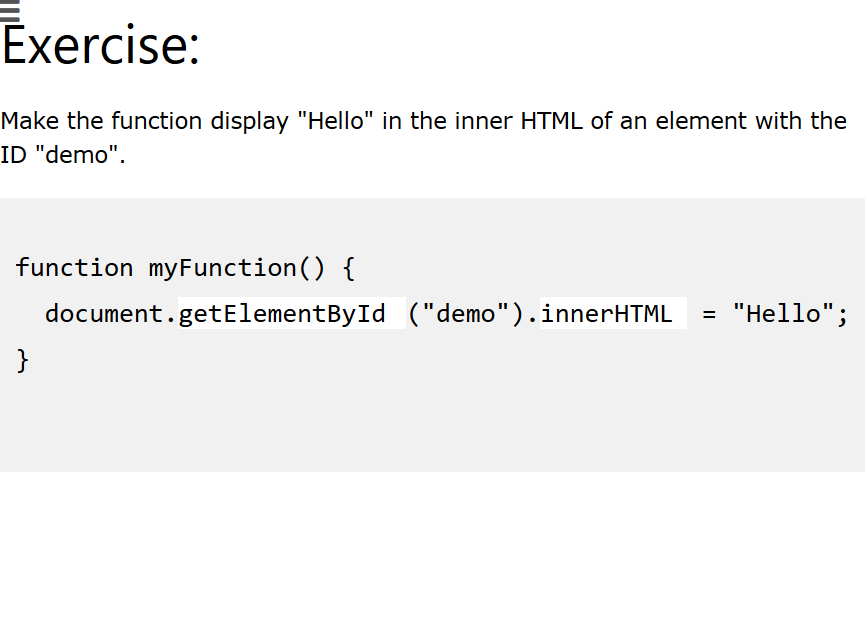 Exercise:
Make the function display "Hello" in the inner HTML of an element with the
ID "demo".
function myFunction() {
  document.getElementById ("demo").innerHTML = "Hello";
}